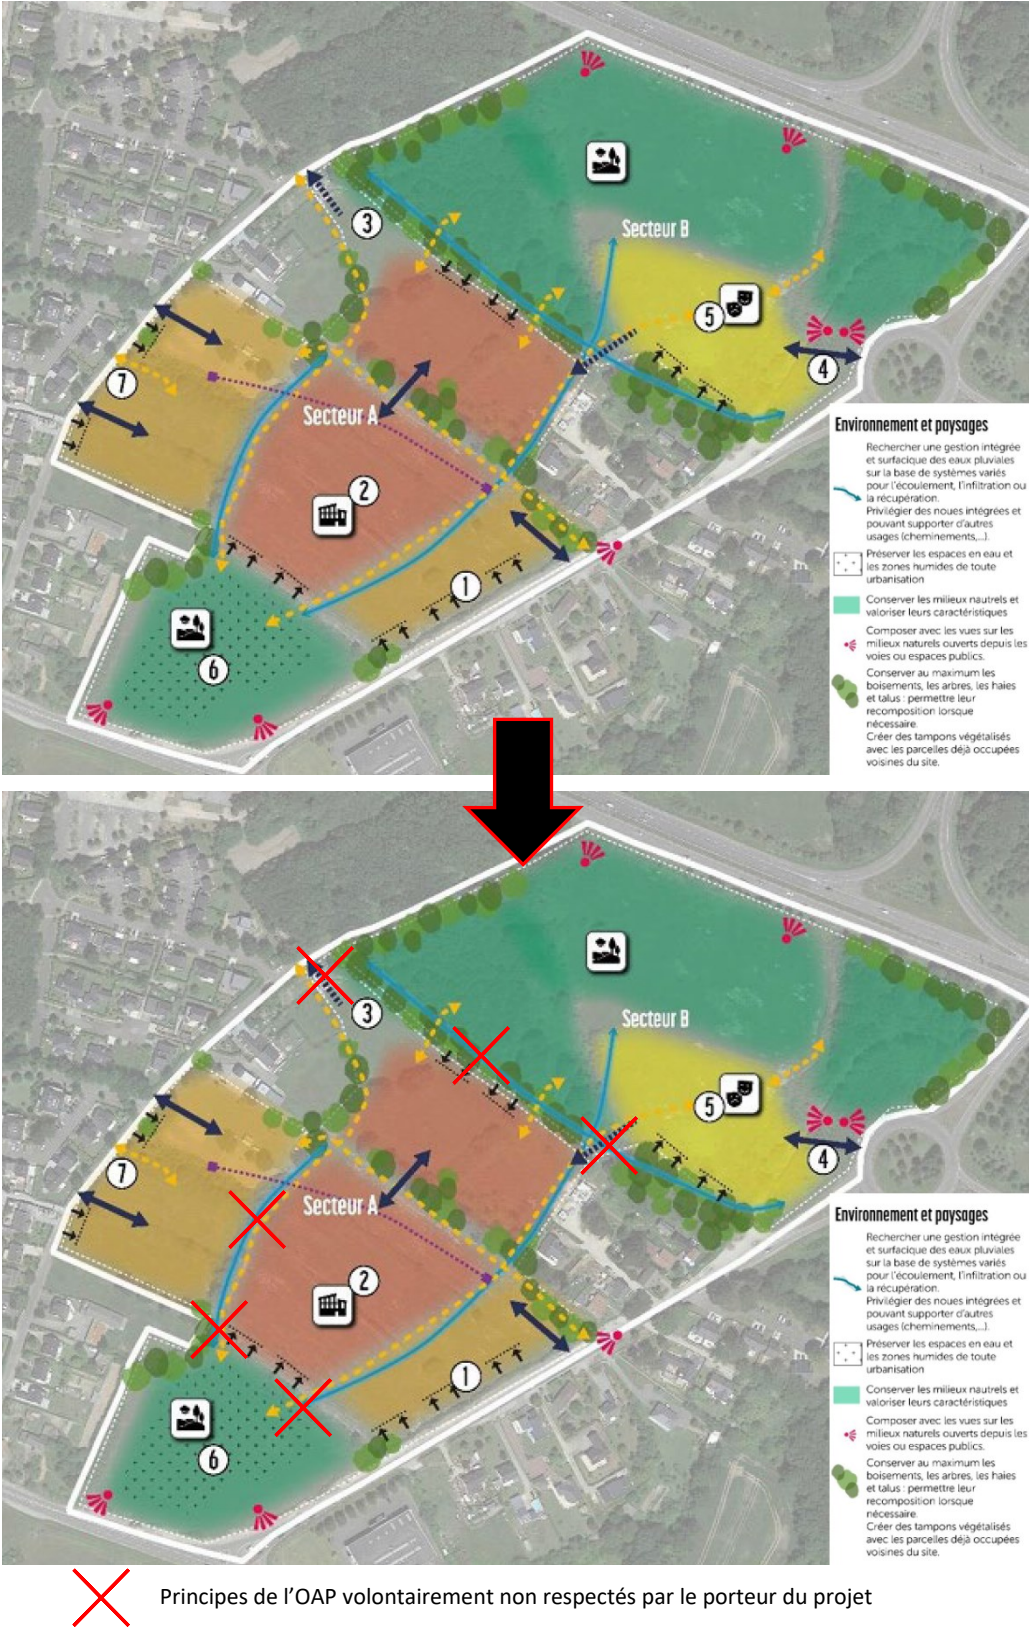 3
Secteur B
5
4
7
Secteur A
2
1
6
Environnement et paysages
Rechercher une gestion intégrée
et surfacique des eaux pluviales
sur la base de systèmes variés
pour l'écoulement, l'infiltration ou
la récupération.
Privilégier des noues intégrées et
pouvant supporter d'autres
usages (cheminements,...).
Préserver les espaces en eau et
les zones humides de toute
urbanisation
Conserver les milieux nautrels et
valoriser leurs caractéristiques
Composer avec les vues sur les
milieux naturels ouverts depuis les
voies ou espaces publics.
Conserver au maximum les
boisements, les arbres, les haies
et talus : permettre leur
recomposition lorsque
nécessaire.
Créer des tampons végétalisés
avec les parcelles déjà occupées
voisines du site.
3
Secteur B
5
4
7
Secteur A
2
1
6
Environnement et paysages
Rechercher une gestion intégrée
et surfacique des eaux pluviales
sur la base de systèmes variés
pour l'écoulement, l'infiltration ou
la récupération.
Privilégier des noues intégrées et
pouvant supporter d'autres
usages (cheminements,...).
Préserver les espaces en eau et
les zones humides de toute
urbanisation
Conserver les milieux nautrels et
valoriser leurs caractéristiques
Composer avec les vues sur les
milieux naturels ouverts depuis les
voies ou espaces publics.
Conserver au maximum les
boisements, les arbres, les haies
et talus : permettre leur
recomposition lorsque
nécessaire.
Créer des tampons végétalisés
avec les parcelles déjà occupées
voisines du site.
Principes de l'OAP volontairement non respectés par le porteur du projet